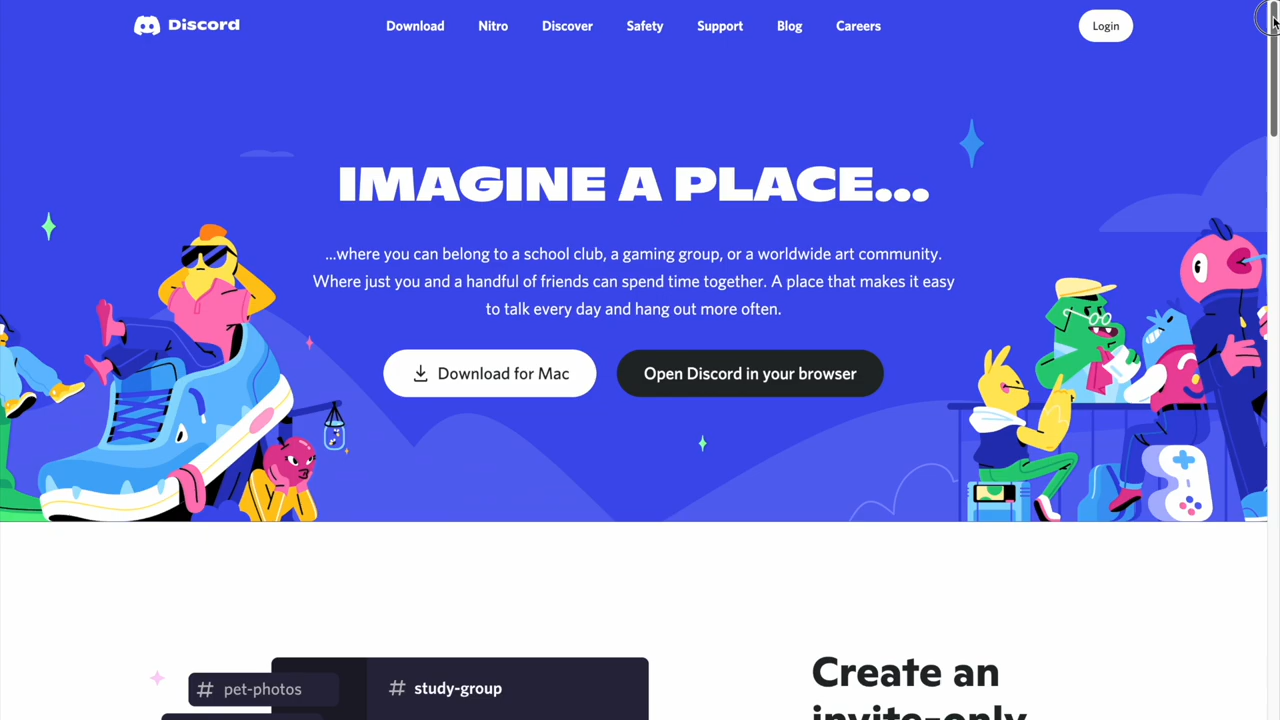 Discord
Download Nitro Discover Safety Support Blog Careers
Login
IMAGINE A PLACE...
...where you can belong to a school club, a gaming group, or a worldwide art community.
Where just you and a handful of friends can spend time together. A place that makes it easy
to talk every day and hang out more often.
Download for Mac
Open Discord in your browser
# pet-photos
# study-group
Create an
invite-only